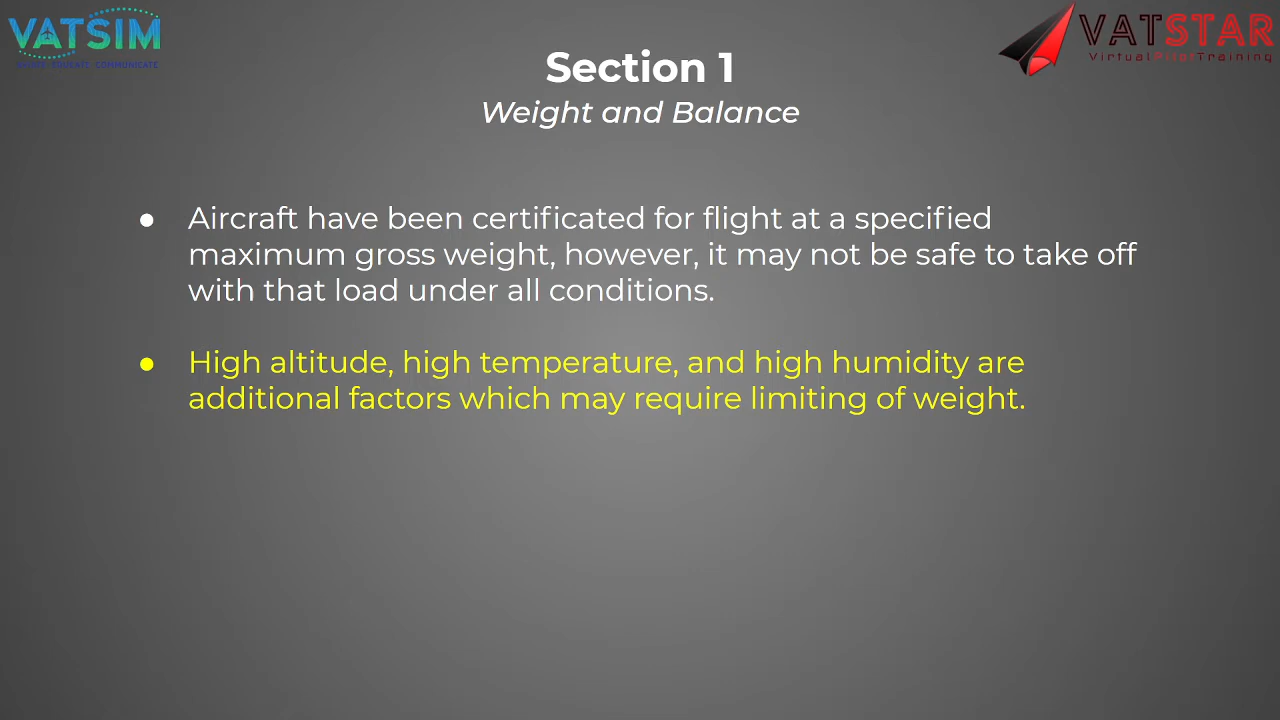 VATSIM
COMMUNICATE
VATSTAR
VirtualPilotTraining
Section 1
Weight and Balance
● Aircraft have been certificated for flight at a specified
maximum gross weight, however, it may not be safe to take off
with that load under all conditions.
● High altitude, high temperature, and high humidity are
additional factors which may require limiting of weight.